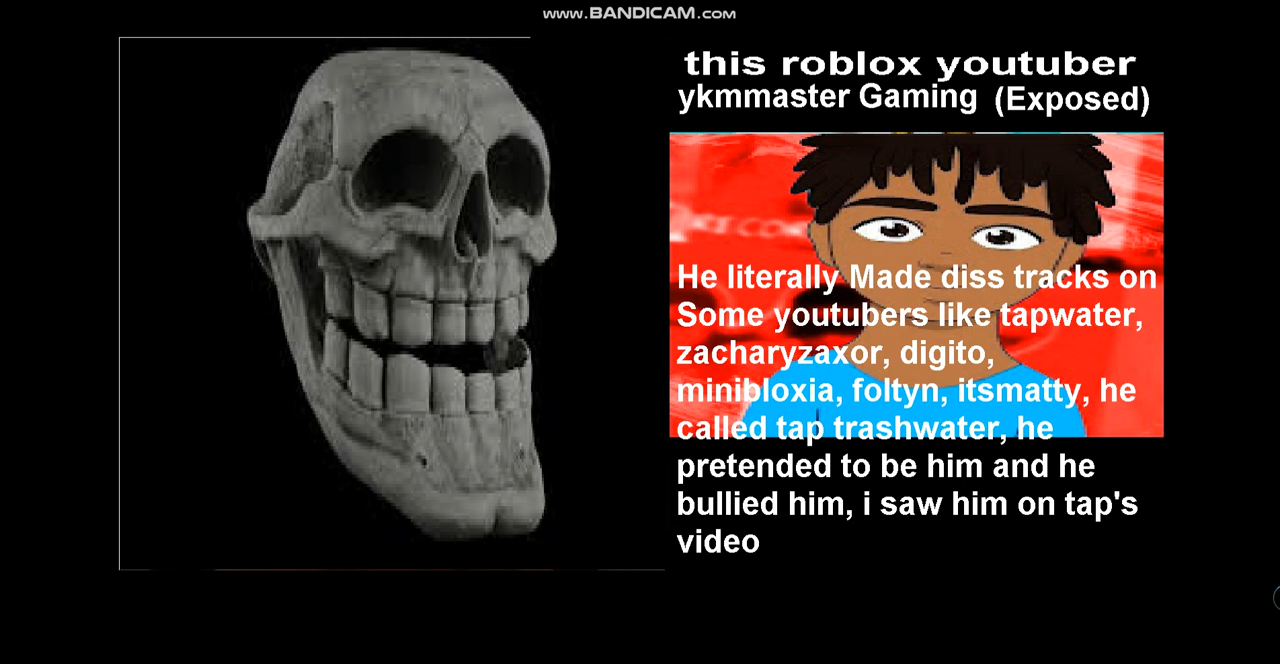 www.BANDICAM.com
this roblox youtuber
ykmmaster Gaming (Exposed)
He literally Made diss tracks on
Some youtubers like tapwater,
zacharyzaxor, digito,
minibloxia, foltyn, itsmatty, he
called tap trashwater, he
pretended to be him and he
bullied him, i saw him on tap's
video